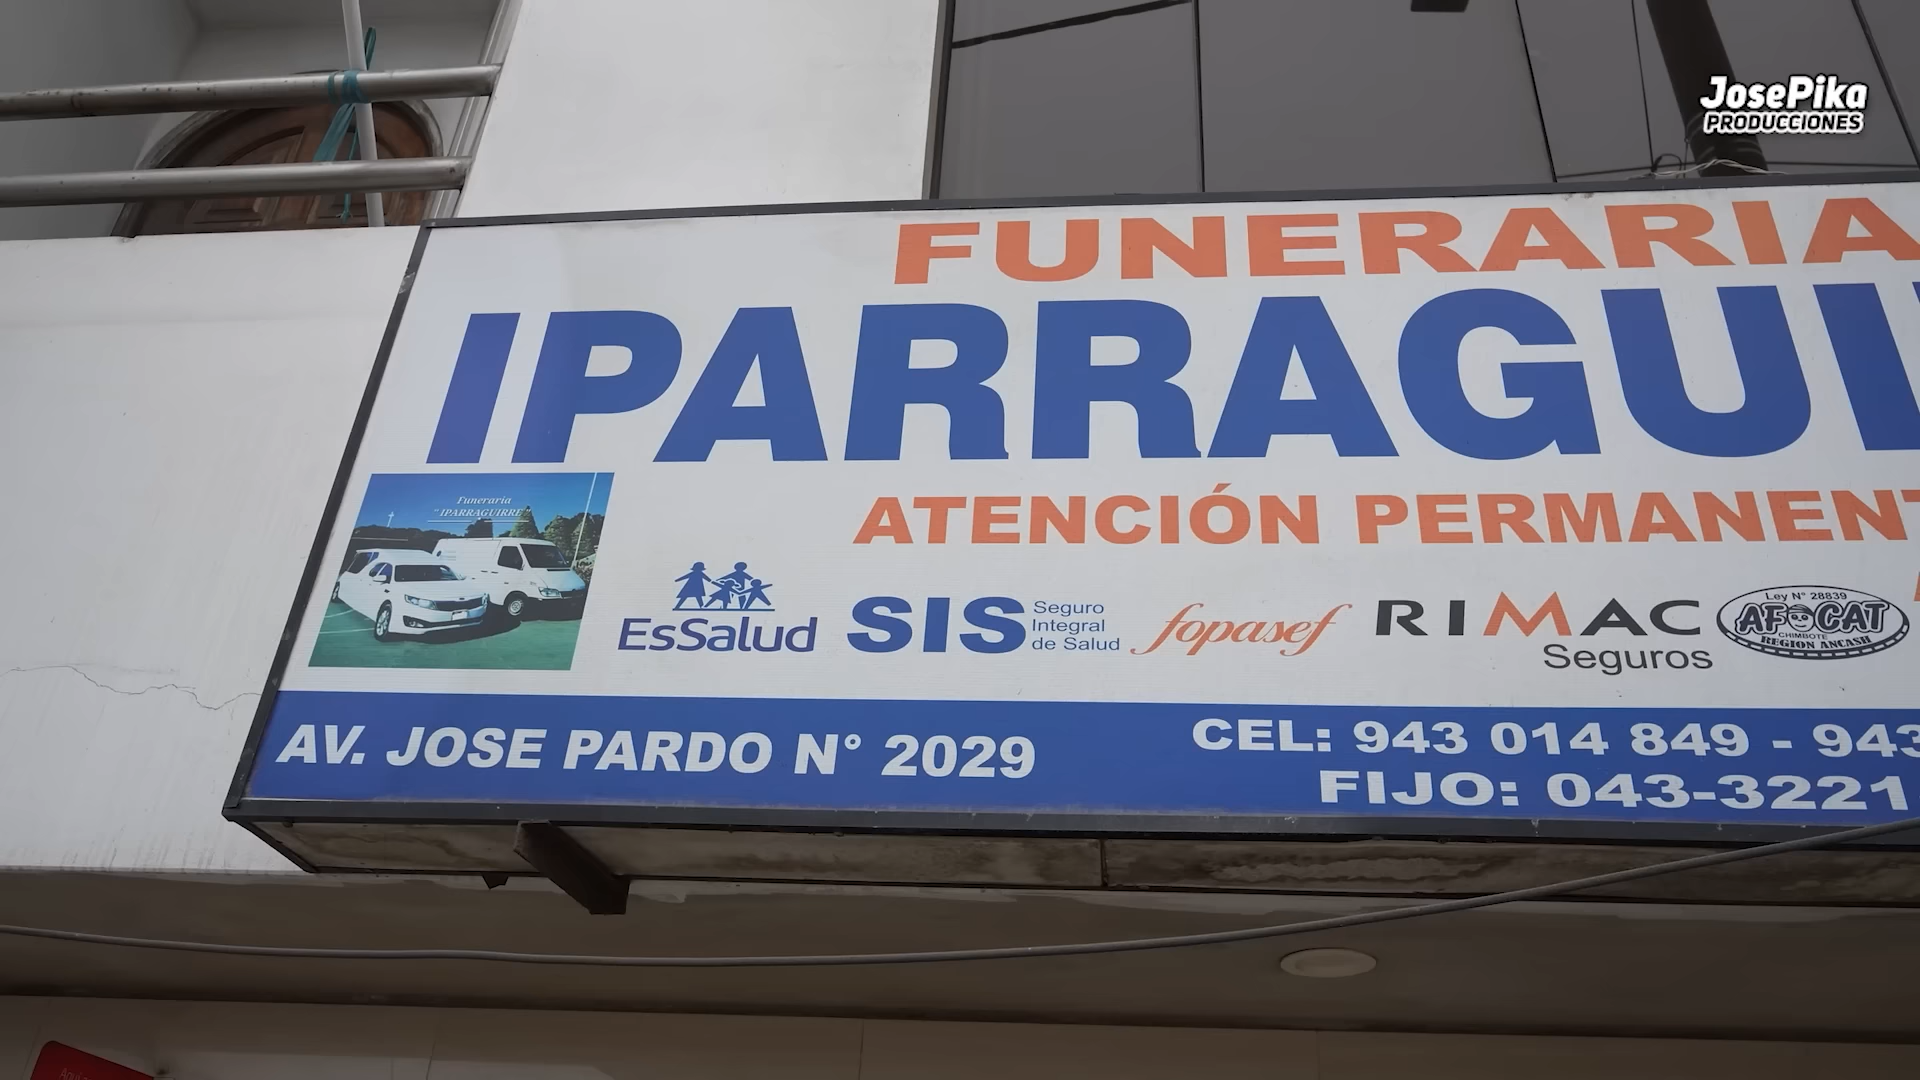 JosePika
PRODUCCIONES
FUNERARIA
IPARRAGUI
ATENCIÓN PERMANENT
Funeraria
"IPARRAGUIRRE"
EsSalud
SIS Seguro
Integral
de Salud
fopasef
RIMAC
Seguros
Ley N° 28839
AFOCAT
CHIMBOTE
REGION ANCASH
AV. JOSE PARDO N° 2029
CEL: 943 014 849 - 943
FIJO: 043-3221
Aquí